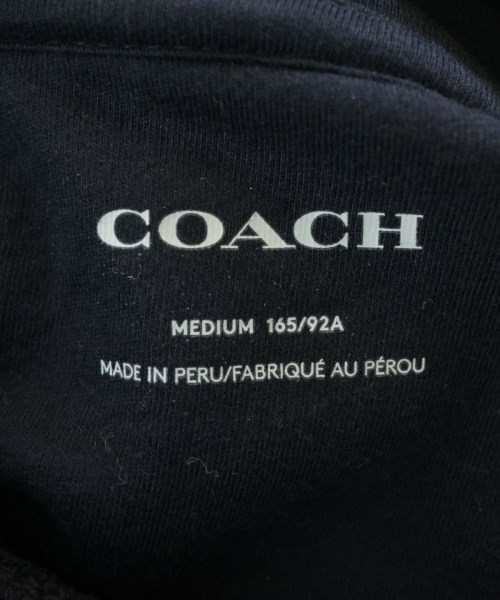 COACH
MEDIUM 165/92A
MADE IN PERU/FABRIQUÉ AU PÉROU